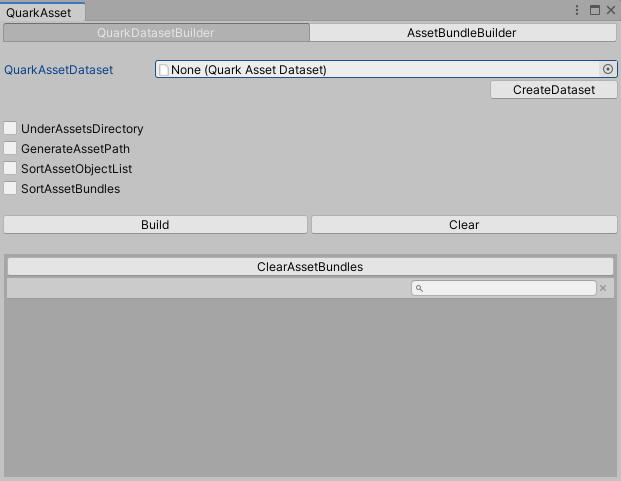 QuarkAsset
QuarkDatasetBuilder AssetBundleBuilder
QuarkAssetDataset None (Quark Asset Dataset)
CreateDataset
UnderAssetsDirectory
GenerateAssetPath
SortAssetObjectList
SortAssetBundles
Build Clear
ClearAssetBundles